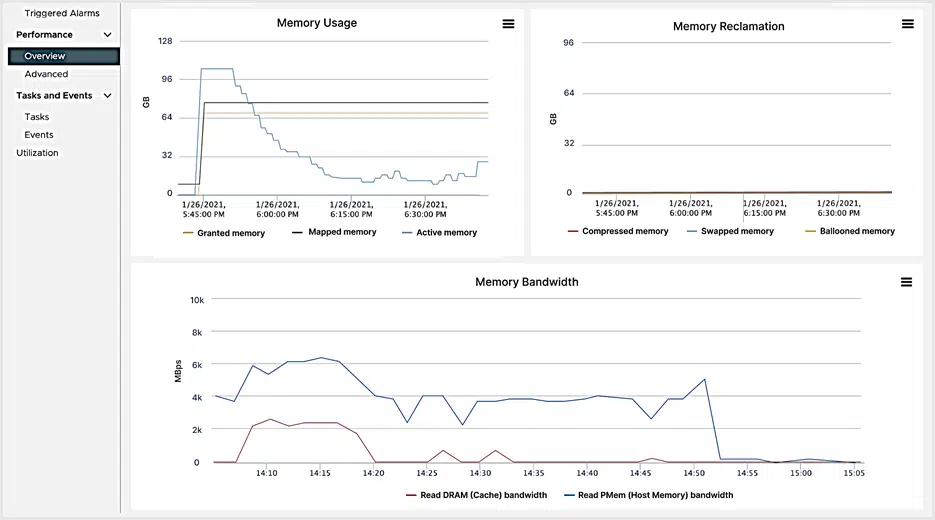 Triggered Alarms
Performance
Overview
Advanced
Tasks and Events
Tasks
Events
Utilization
Memory Usage
128
96
64
32
0
GB
1/26/2021, 1/26/2021, 1/26/2021, 1/26/2021,
5:45:00 PM 6:00:00 PM 6:15:00 PM 6:30:00 PM
Granted memory Mapped memory Active memory
Memory Reclamation
96
64
32
0
GB
1/26/2021, 1/26/2021, 1/26/2021, 1/26/2021,
5:45:00 PM 6:00:00 PM 6:15:00 PM 6:30:00 PM
Compressed memory Swapped memory Ballooned memory
Memory Bandwidth
10k
8k
6k
4k
2k
0
MBps
14:10 14:15 14:20 14:25 14:30 14:35 14:40 14:45 14:50 14:55 15:00 15:05
Read DRAM (Cache) bandwidth Read PMem (Host Memory) bandwidth